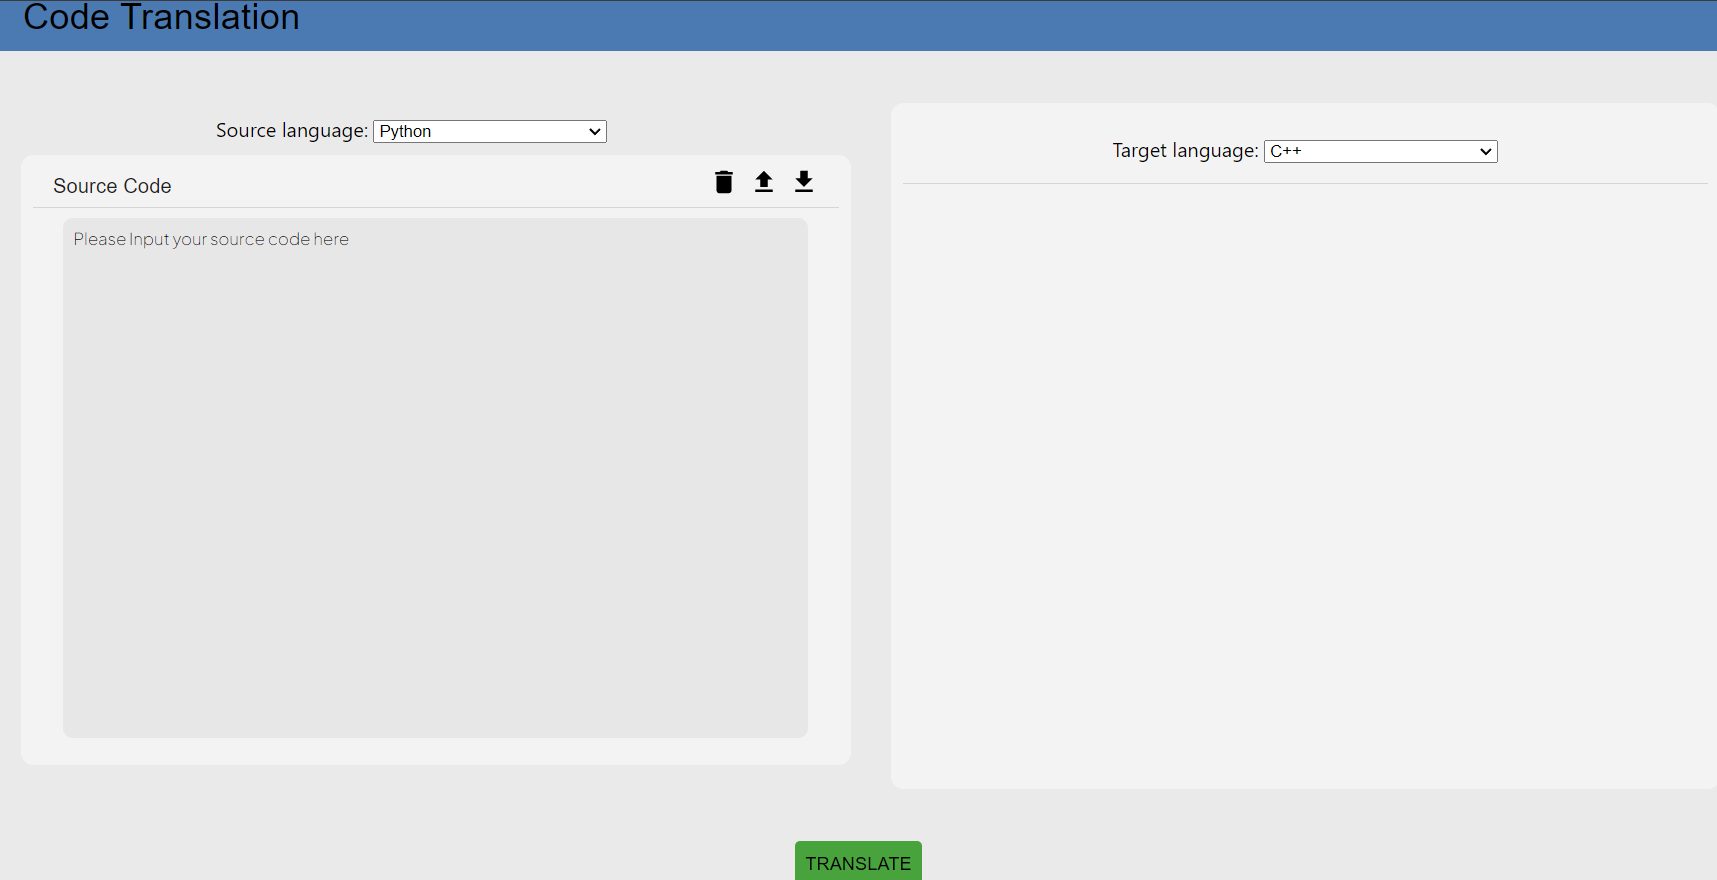 Code Translation
Source language: Python
Source Code
Please Input your source code here
Target language: C++
TRANSLATE